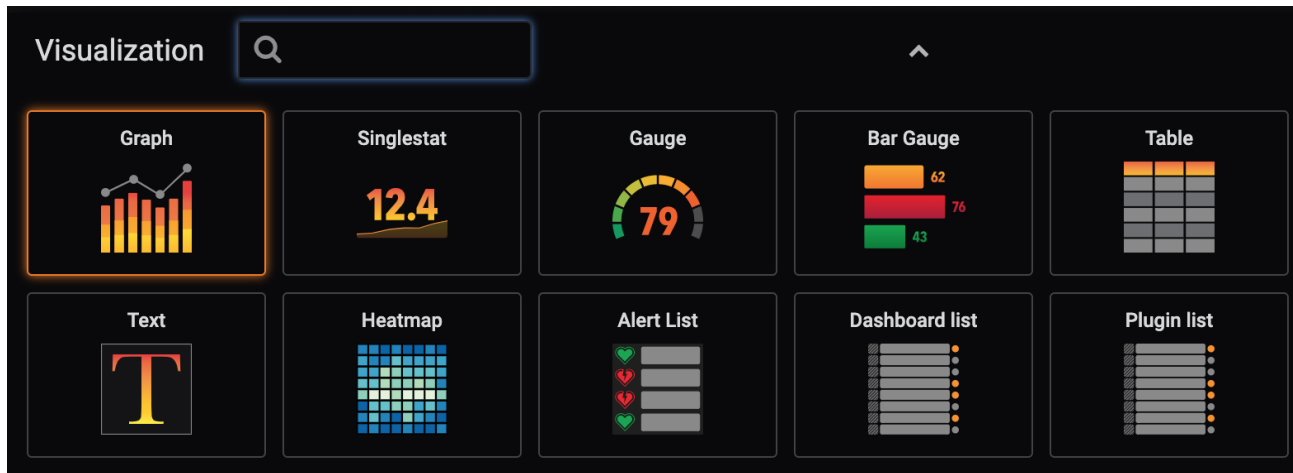 Visualization
Graph
Singlestat
Gauge
Bar Gauge
Table
12.4
79
62
76
43
Text
Heatmap
Alert List
Dashboard list
Plugin list
T